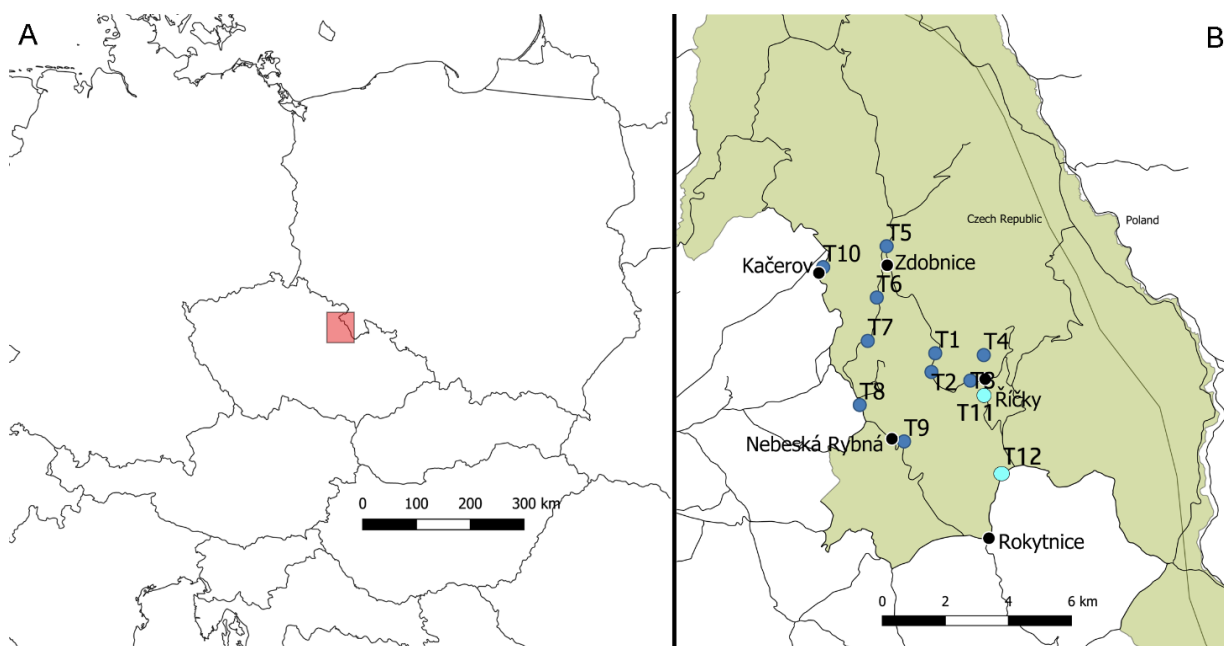 A
0 100 200 300 km
B
Czech Republic
Poland
T5
T10
Kačerov
Zdobnice
T6
T7
T1
T4
T2
T3
T8
Říčky
T11
Nebeská Rybná
T9
T12
Rokytnice
0 2 4 6 km